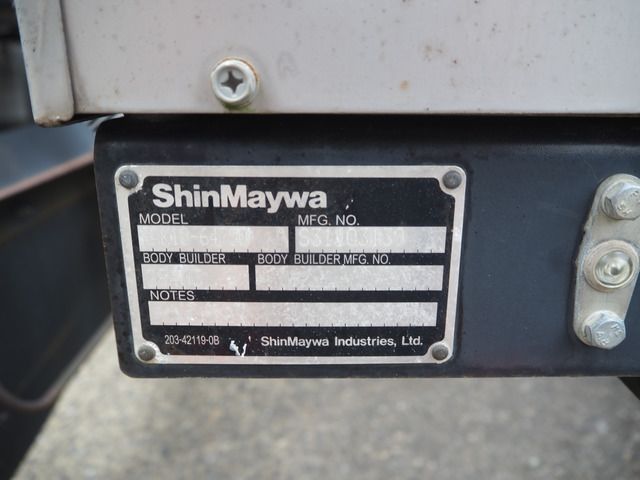 ShinMaywa
MODEL MFG. NO.
BODY BUILDER BODY BUILDER MFG. NO.
NOTES
203-42119-0B ShinMaywa Industries, Ltd.